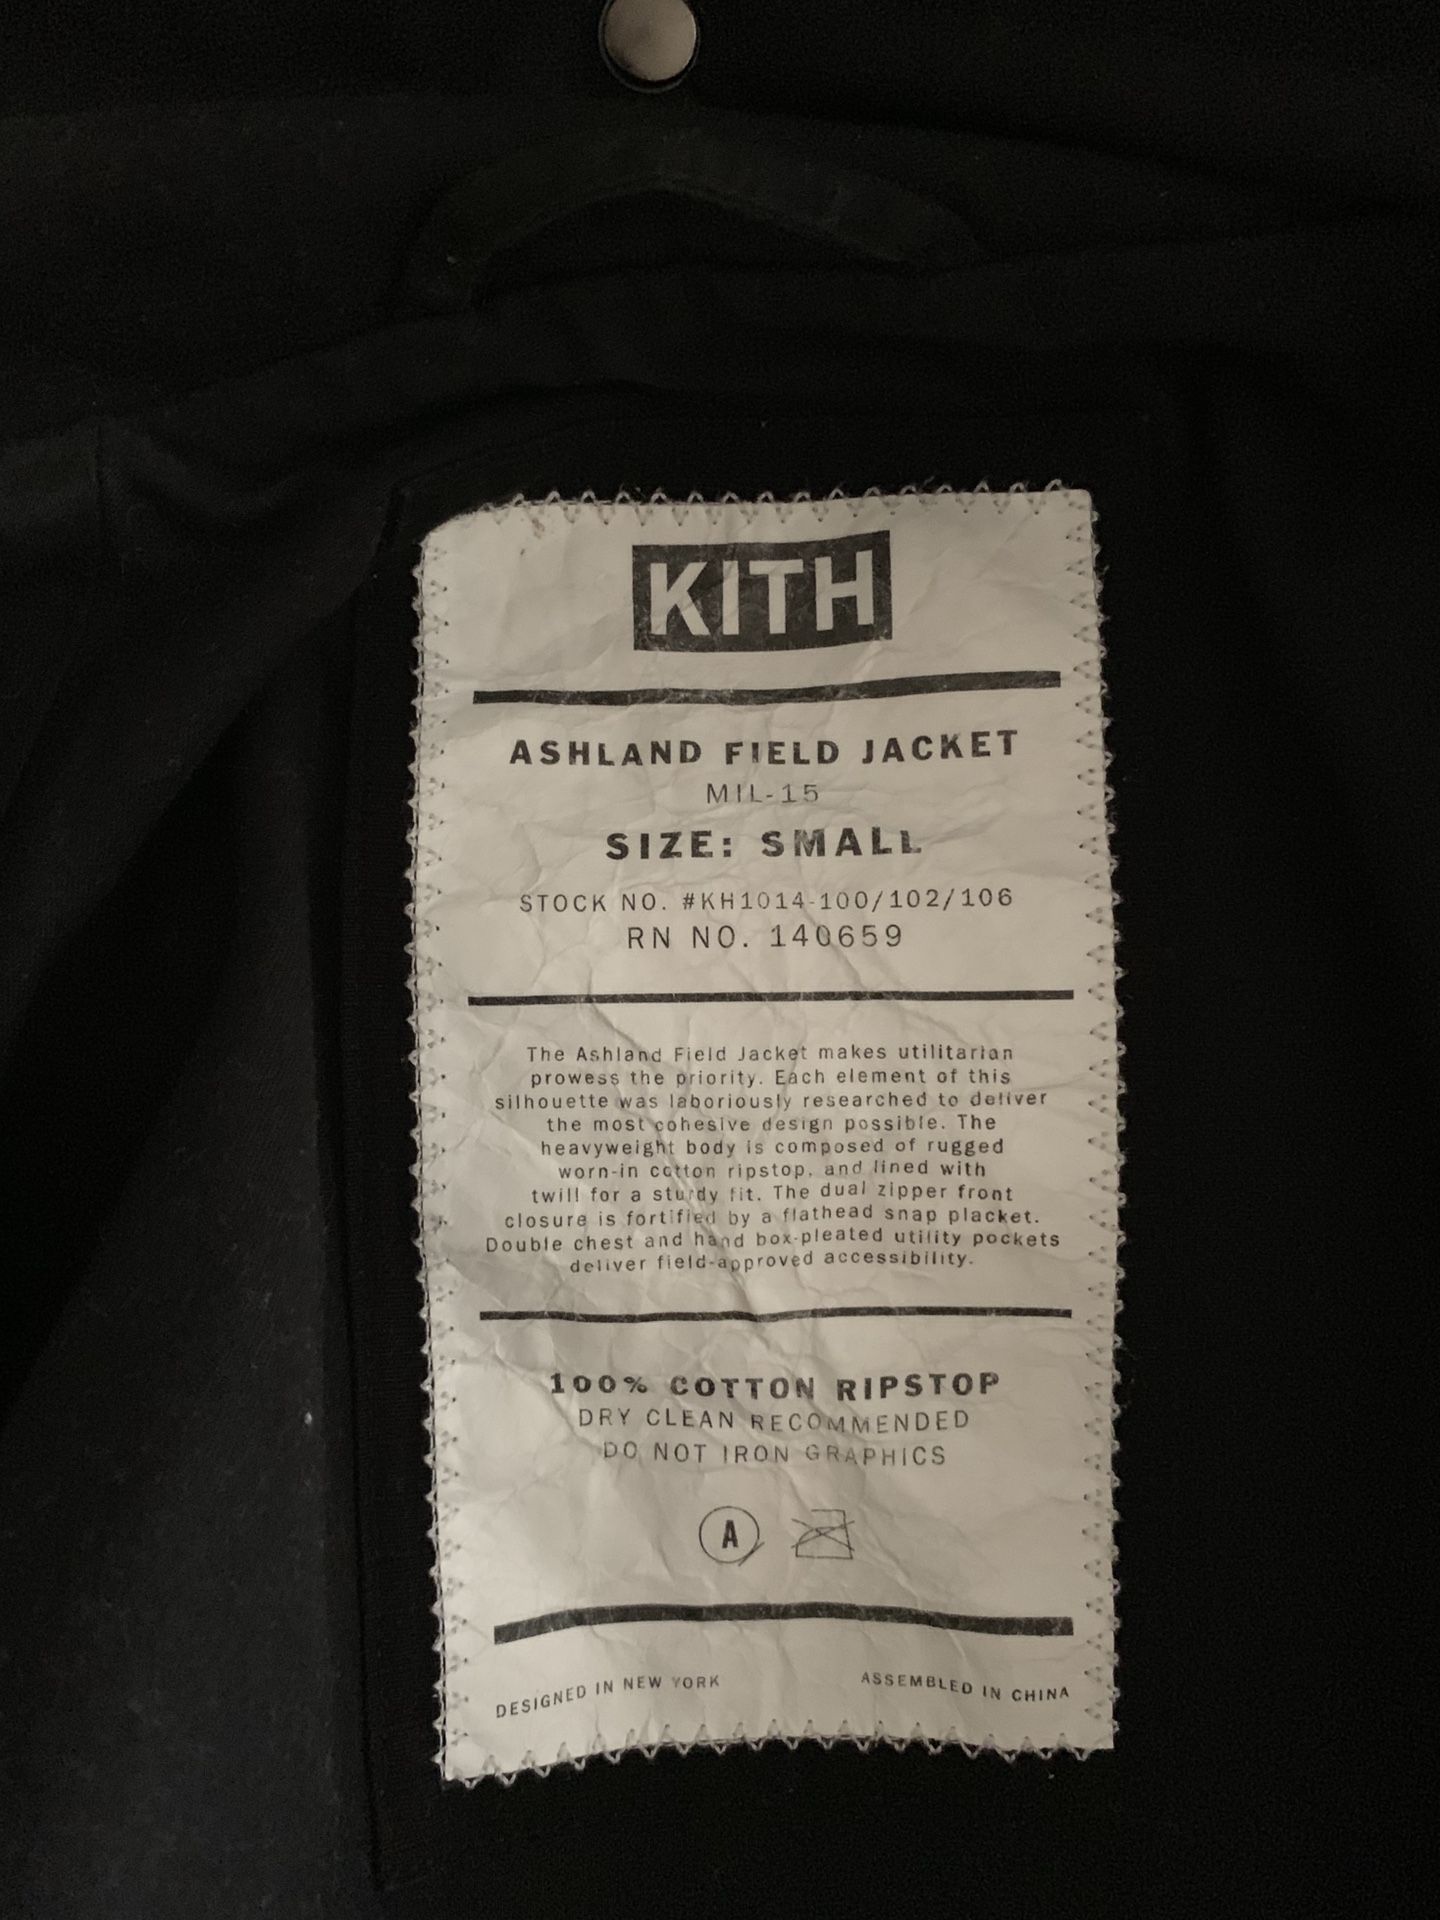 KITH
ASHLAND FIELD JACKET
MIL-15
SIZE: SMALL
STOCK NO. #KH1014-100/102/106
RN NO. 140659
The Ashland Field Jacket makes utilitarian
prowess the priority. Each element of this
silhouette was laboriously researched to deliver
the most cohesive design possible. The
heavyweight body is composed of rugged
worn-in cotton ripstop, and lined with
twill for a sturdy fit. The dual zipper front
closure is fortified by a flathead snap placket.
Double chest and hand box-pleated utility pockets
deliver field-approved accessibility.
100% COTTON RIPSTOP
DRY CLEAN RECOMMENDED
DO NOT IRON GRAPHICS
A
DESIGNED IN NEW YORK ASSEMBLED IN CHINA